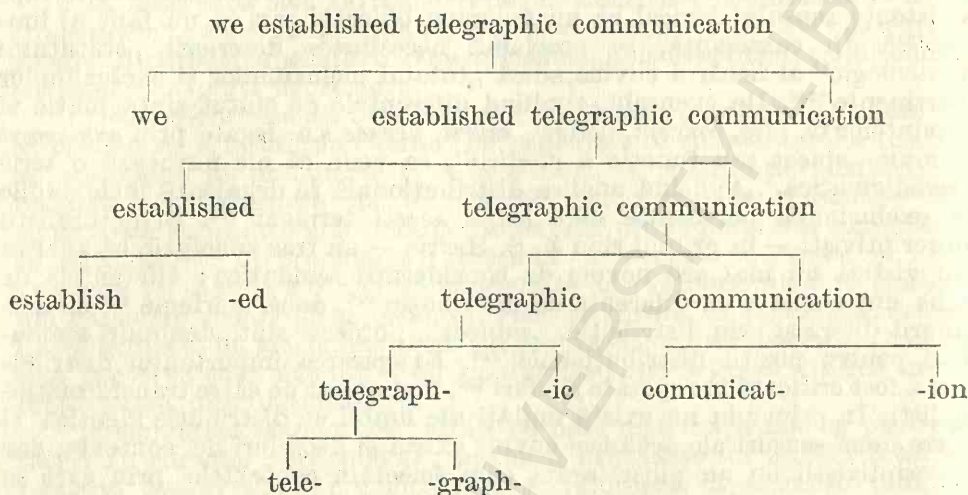 we established telegraphic communication
we established telegraphic communication
established telegraphic communication
establish -ed telegraphic communication
telegraph- -ic comunicat- -ion
tele- -graph-